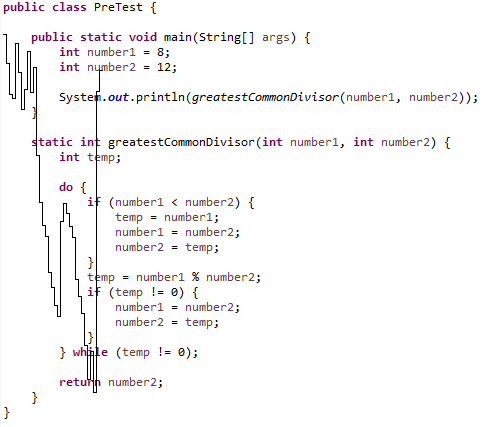 public class PreTest {
public static void main(String[] args) {
int number1 = 8;
int number2 = 12;
System.out.println(greatestCommonDivisor(number1, number2));
}
static int greatestCommonDivisor(int number1, int number2) {
int temp;
do {
if (number1 < number2) {
temp = number1;
number1 = number2;
number2 = temp;
}
temp = number1 % number2;
if (temp != 0) {
number1 = number2;
number2 = temp;
}
} while (temp != 0);
return number2;
}
}